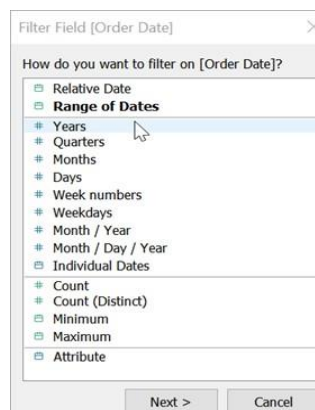 Filter Field [Order Date]
How do you want to filter on [Order Date]?
Relative Date
Range of Dates
# Years
# Quarters
# Months
# Days
# Week numbers
# Weekdays
# Month / Year
# Month / Day / Year
Individual Dates
# Count
# Count (Distinct)
Minimum
Maximum
Attribute
Next > Cancel